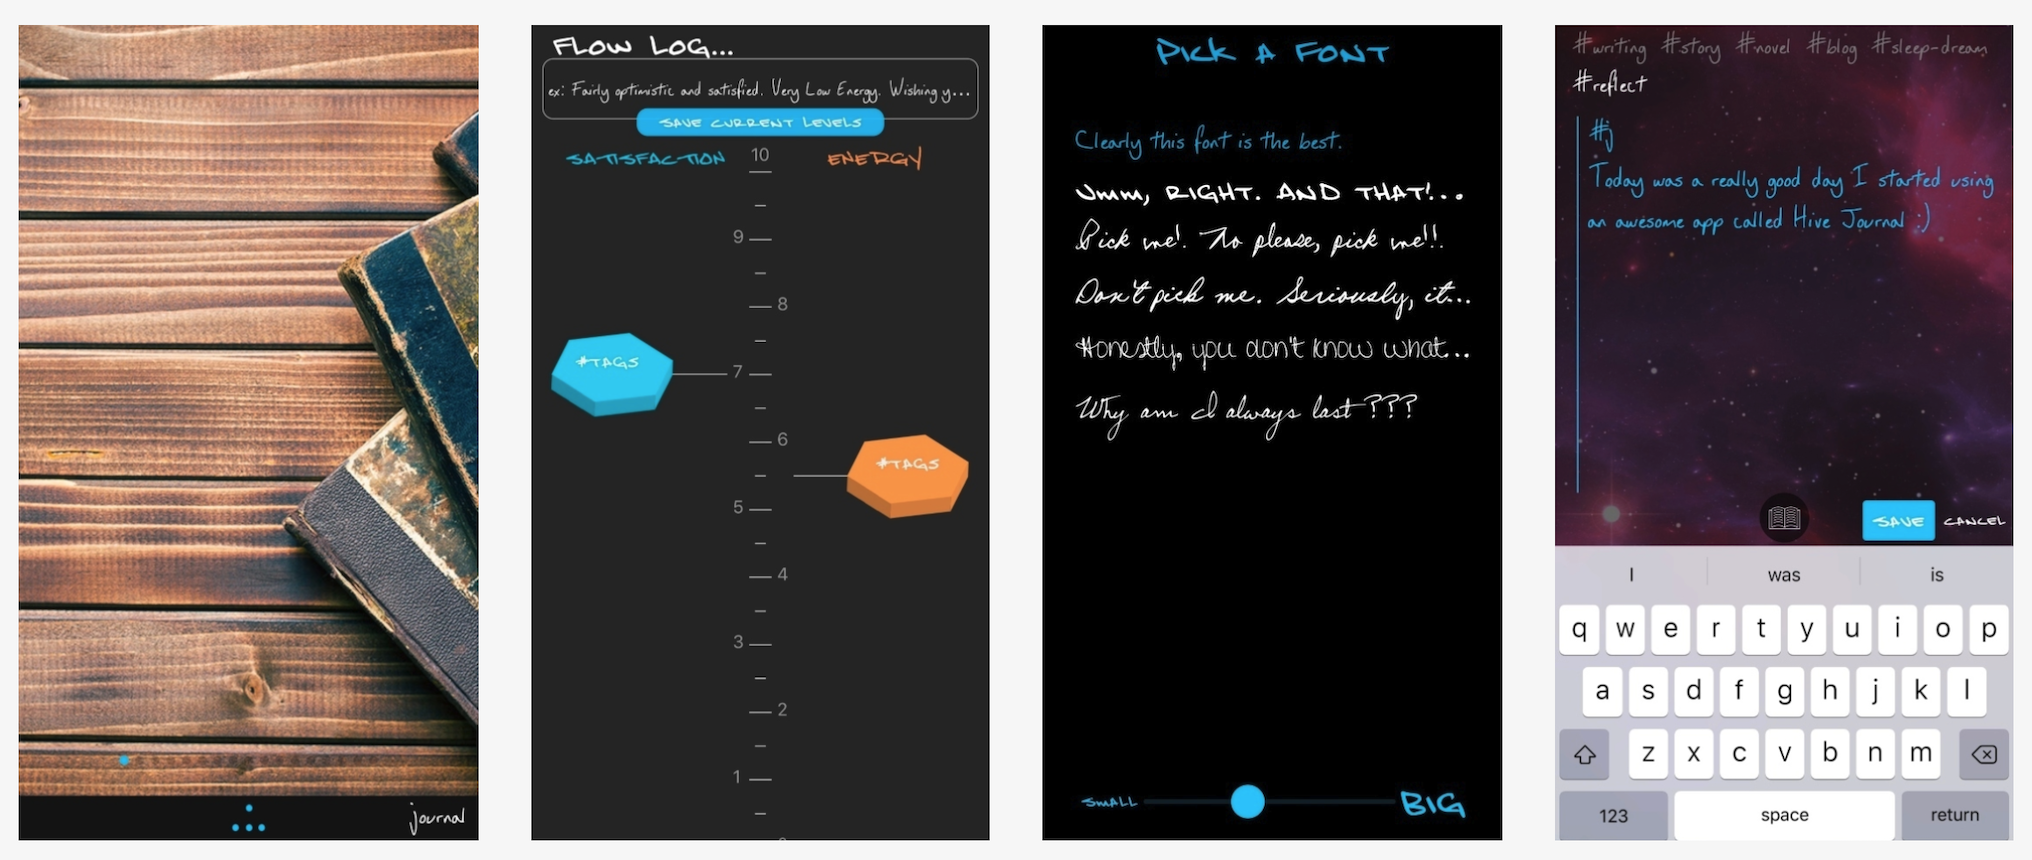 journal
FLOW LOG...
ex: Fairly optimistic and satisfied. Very Low Energy. Wishing y...
SAVE CURRENT LEVELS
SATISFACTION
10
ENERGY
9
8
#TAGS
7
6
#TAGS
5
4
3
2
1
PICK A FONT
Clearly this font is the best.
Umm, RIGHT. AND THAT!...
Pick me!. No please, pick me!!.
Don't pick me. Seriously, it...
Honestly, you don't know what...
Why am I always last???
SMALL
BIG
#writing #story #novel #blog #sleep-dream
#reflect
#j
Today was a really good day I started using
an awesome app called Hive Journal :)
SAVE CANCEL
I was is
q w e r t y u i o p
a s d f g h j k l
z x c v b n m
123 space return